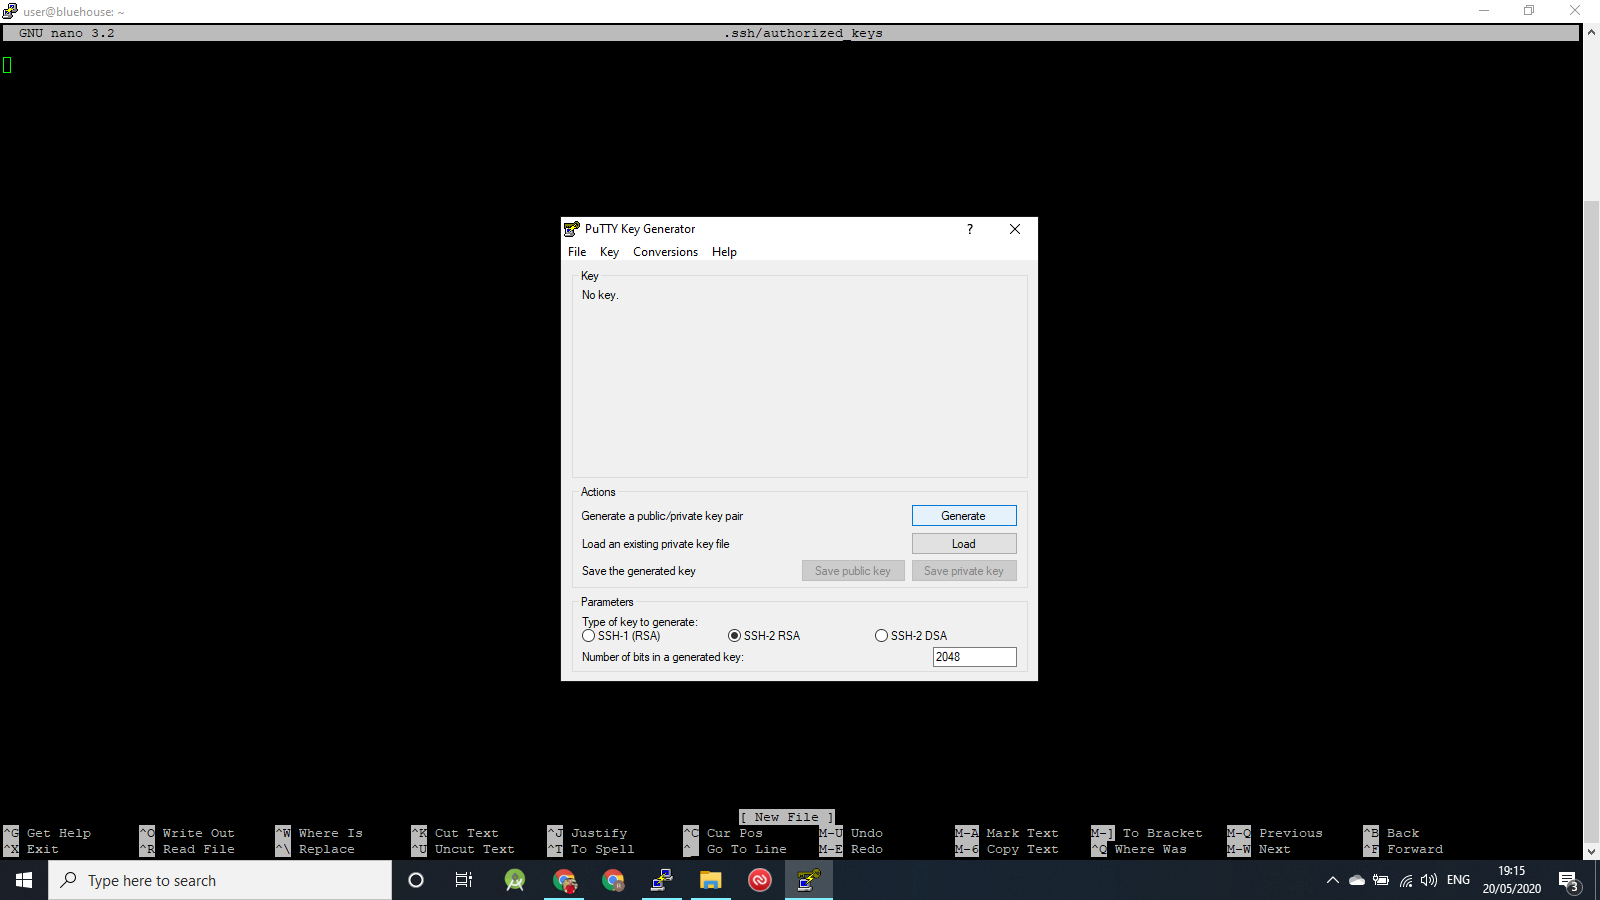 user@bluehouse: ~
GNU nano 3.2 .ssh/authorized_keys
PuTTY Key Generator ?
File Key Conversions Help
Key
No key.
Actions
Generate a public/private key pair Generate
Load an existing private key file Load
Save the generated key Save public key Save private key
Parameters
Type of key to generate:
SSH-1 (RSA) SSH-2 RSA SSH-2 DSA
Number of bits in a generated key: 2048
[ New File ]
^G Get Help ^O Write Out ^W Where Is ^K Cut Text ^J Justify ^C Cur Pos M-U Undo M-A Mark Text M-] To Bracket M-Q Previous ^B Back
^X Exit ^R Read File ^\ Replace ^U Uncut Text ^T To Spell ^_ Go To Line M-E Redo M-6 Copy Text ^Q Where Was M-W Next ^F Forward
Type here to search
ENG
19:15
20/05/2020
3